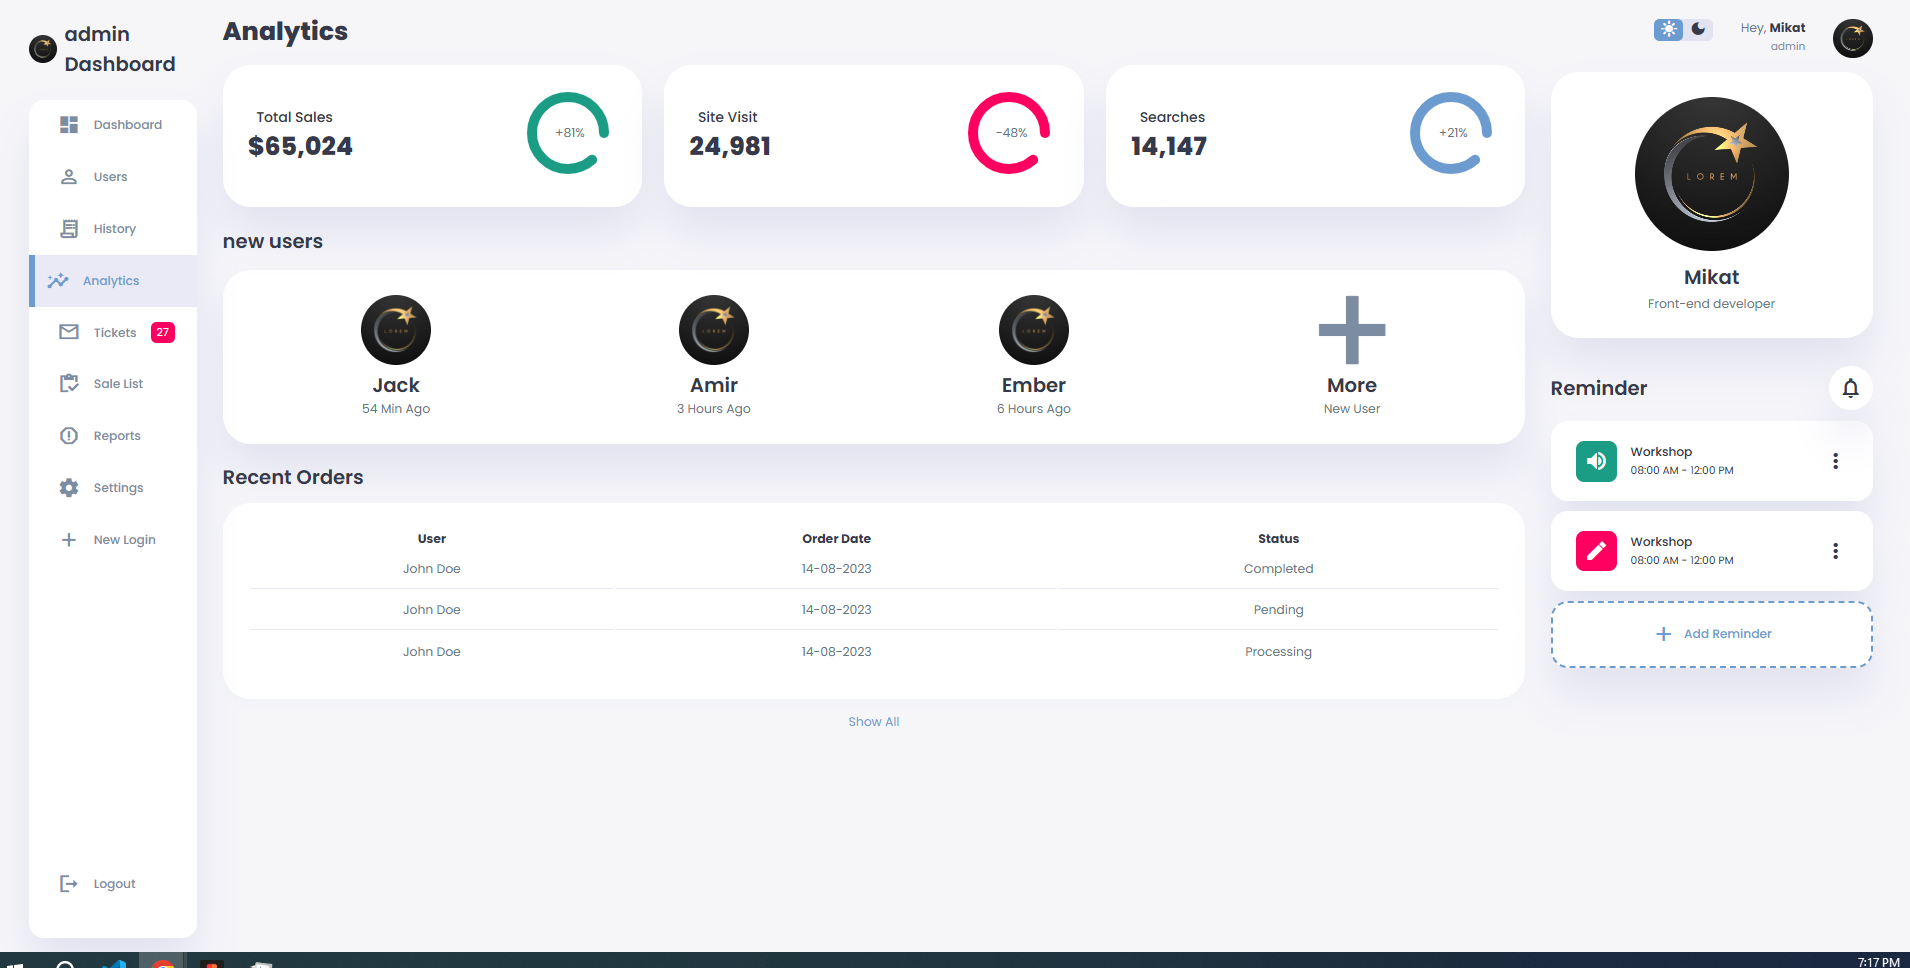 admin
Dashboard
Dashboard
Users
History
Analytics
Tickets 27
Sale List
Reports
Settings
New Login
Logout
Analytics
Total Sales
$65,024
+81%
Site Visit
24,981
-48%
Searches
14,147
+21%
new users
Jack
54 Min Ago
Amir
3 Hours Ago
Ember
6 Hours Ago
More
New User
Recent Orders
User Order Date Status
John Doe 14-08-2023 Completed
John Doe 14-08-2023 Pending
John Doe 14-08-2023 Processing
Show All
Hey, Mikat
admin
LOREM
Mikat
Front-end developer
Reminder
Workshop
08:00 AM - 12:00 PM
Workshop
08:00 AM - 12:00 PM
Add Reminder
7:17 PM